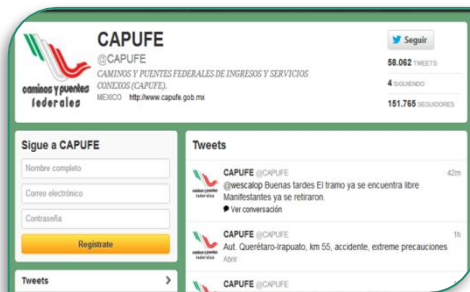 CAPUFE
@CAPUFE
CAMINOS Y PUENTES FEDERALES DE INGRESOS Y SERVICIOS
CONEXOS (CAPUFE).
MEXICO http://www.capufe.gob.mx
caminos y puentes
federales
Seguir
58.062 TWEETS
4 SIGUIENDO
151.765 SEGUIDORES
Sigue a CAPUFE
Nombre completo
Correo electrónico
Contraseña
Regístrate
Tweets
Tweets
CAPUFE @CAPUFE 42m
@wescalop Buenas tardes El tramo ya se encuentra libre
Manifestantes ya se retiraron.
Ver conversación
CAPUFE @CAPUFE 1h
Aut. Querétaro-Irapuato, km 55, accidente, extreme precauciones
Abrir
CAPUFE @CAPUFE